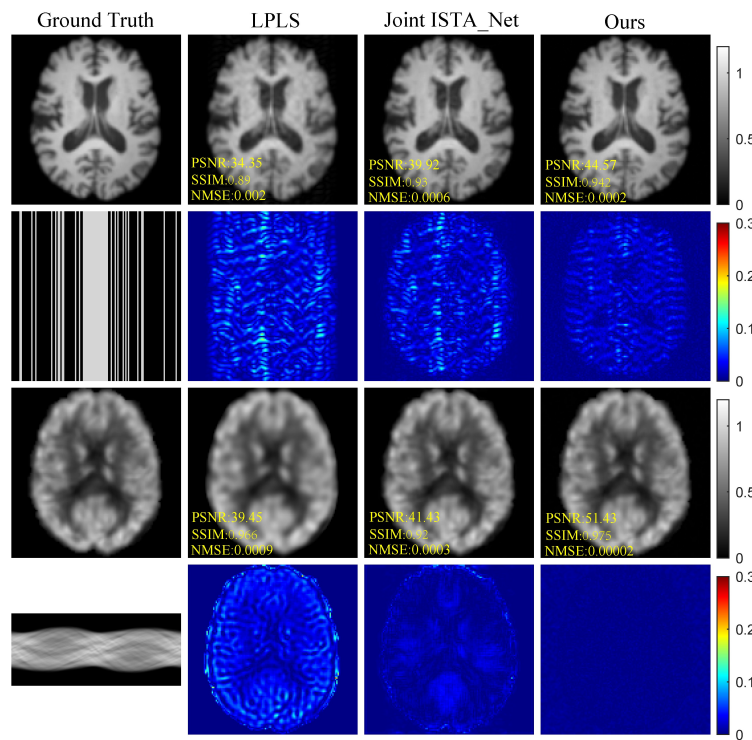 Ground Truth LPLS Joint ISTA_Net Ours
PSNR:34.35 PSNR:39.92 PSNR:44.57
SSIM:0.89 SSIM:0.93 SSIM:0.942
NMSE:0.002 NMSE:0.0006 NMSE:0.0002
1
0.5
0
0.3
0.2
0.1
0
PSNR:39.45 PSNR:41.43 PSNR:51.43
SSIM:0.966 SSIM:0.92 SSIM:0.975
NMSE:0.0009 NMSE:0.0003 NMSE:0.00002
1
0.5
0
0.3
0.2
0.1
0